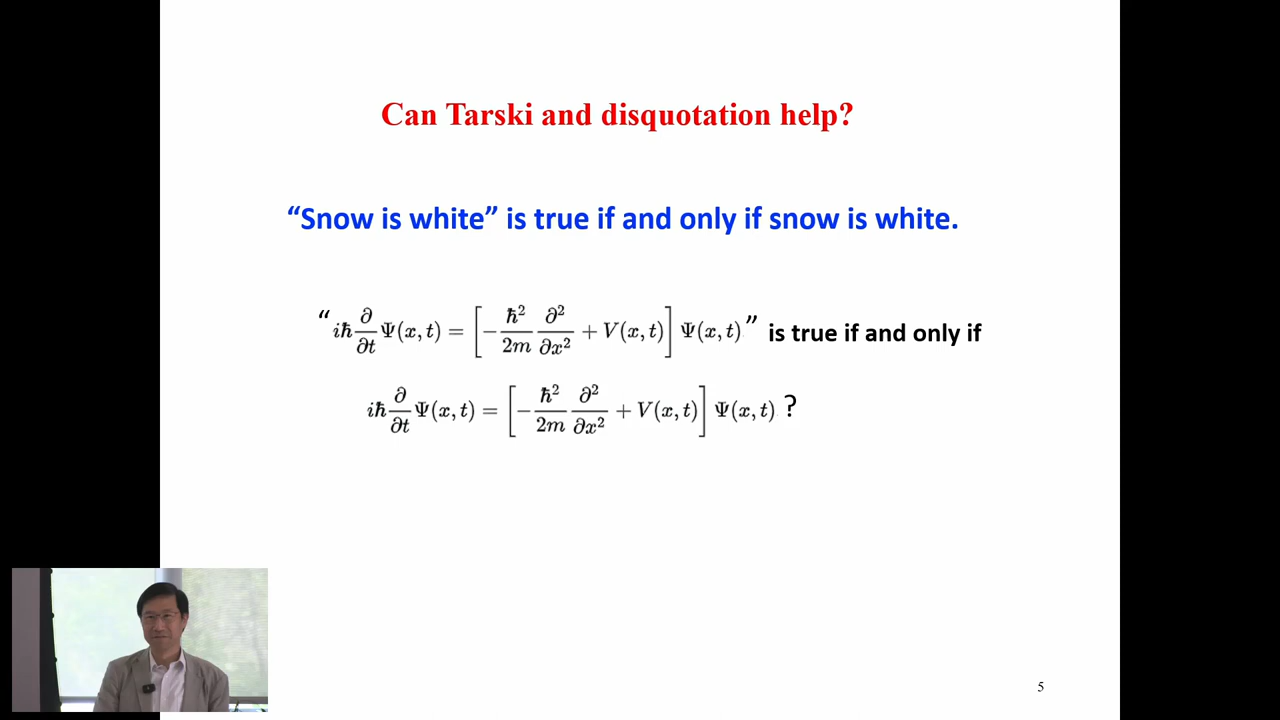 Can Tarski and disquotation help?
“Snow is white” is true if and only if snow is white.
“iħ ∂/∂t Ψ(x, t) = [−ħ²/2m ∂²/∂x² + V(x, t)] Ψ(x, t)” is true if and only if
iħ ∂/∂t Ψ(x, t) = [−ħ²/2m ∂²/∂x² + V(x, t)] Ψ(x, t) ?
5